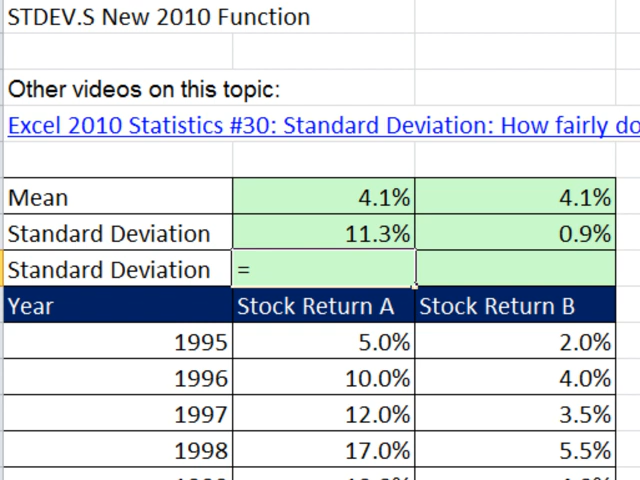 STDEV.S New 2010 Function
Other videos on this topic:
Excel 2010 Statistics #30: Standard Deviation: How fairly do
Mean 4.1% 4.1%
Standard Deviation 11.3% 0.9%
Standard Deviation =
Year Stock Return A Stock Return B
1995 5.0% 2.0%
1996 10.0% 4.0%
1997 12.0% 3.5%
1998 17.0% 5.5%